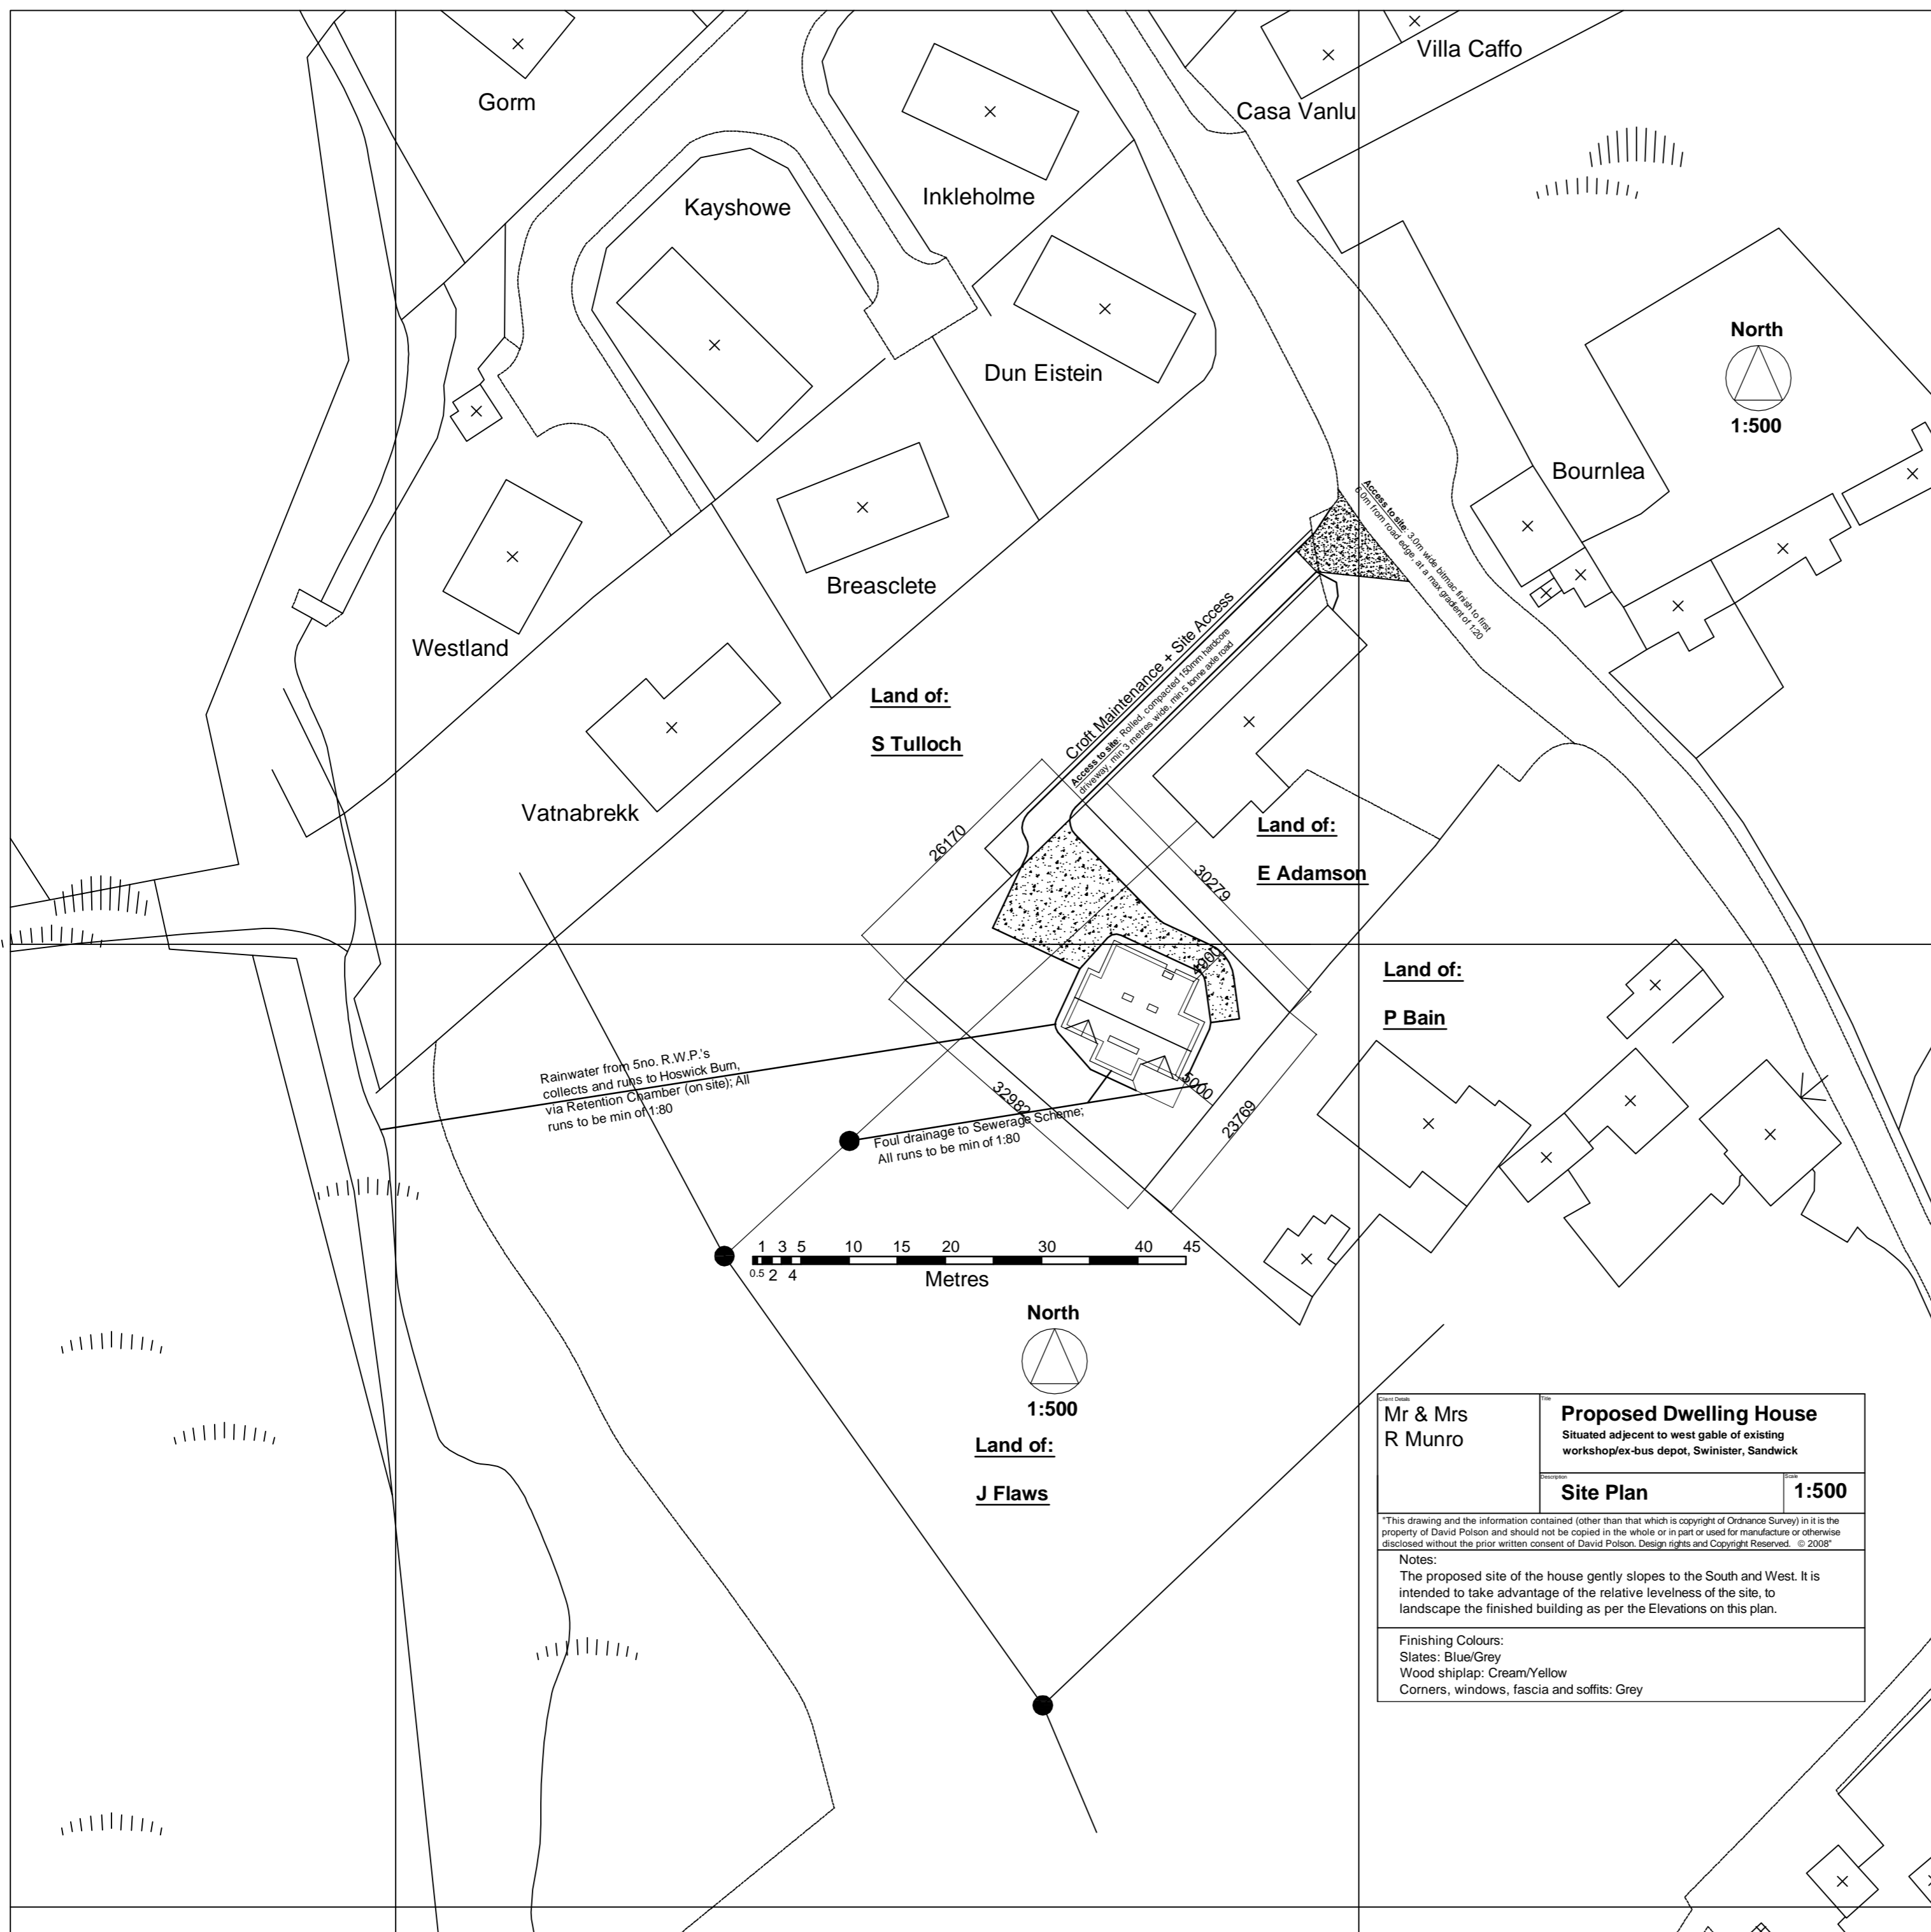 Villa Caffo
Gorm
Casa Vanlu
Inkleholme
Kayshowe
North
1:500
Dun Eistein
Bournlea
Breasclete
Westland
Vatnabrekk
Access to site: 3.0m wide bitmac finish to first
6.0m from road edge, at a max gradient of 1:20
Croft Maintenance + Site Access
Access to site: Rolled, compacted 150mm hardcore
driveway, min 3 metres wide, min 5 tonne axle road
Land of:
S Tulloch
Land of:
E Adamson
26170
30279
4900
5000
32982
23769
Land of:
P Bain
Rainwater from 5no. R.W.P.'s
collects and runs to Hoswick Burn,
via Retention Chamber (on site); All
runs to be min of 1:80
Foul drainage to Sewerage Scheme;
All runs to be min of 1:80
1 3 5 10 15 20 30 40 45
0.5 2 4
Metres
North
1:500
Land of:
J Flaws
Client Details
Mr & Mrs
R Munro
Title
Proposed Dwelling House
Situated adjecent to west gable of existing
workshop/ex-bus depot, Swinister, Sandwick
Description
Site Plan
Scale
1:500
"This drawing and the information contained (other than that which is copyright of Ordnance Survey) in it is the
property of David Polson and should not be copied in the whole or in part or used for manufacture or otherwise
disclosed without the prior written consent of David Polson. Design rights and Copyright Reserved. © 2008"
Notes:
The proposed site of the house gently slopes to the South and West. It is
intended to take advantage of the relative levelness of the site, to
landscape the finished building as per the Elevations on this plan.
Finishing Colours:
Slates: Blue/Grey
Wood shiplap: Cream/Yellow
Corners, windows, fascia and soffits: Grey